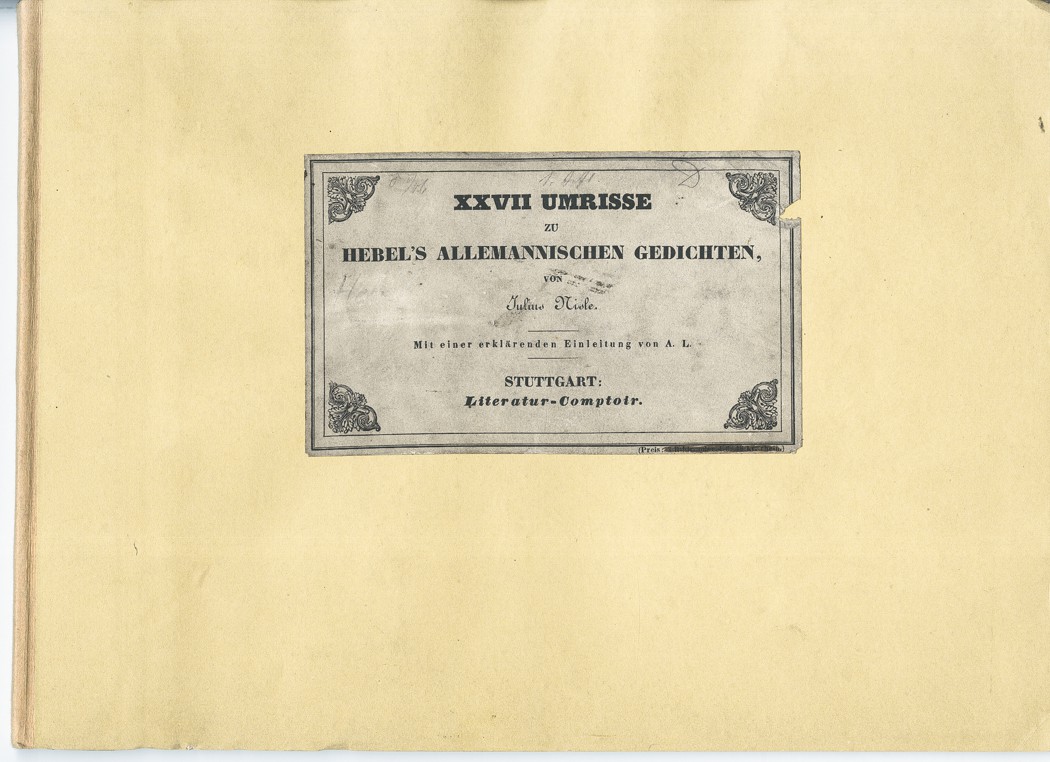 XXVII UMRISSE
ZU
HEBEL'S ALLEMANNISCHEN GEDICHTEN,
VON
Julius Nisle.
Mit einer erklärenden Einleitung von A. L.
STUTTGART:
Literatur-Comptoir.
(Preis: